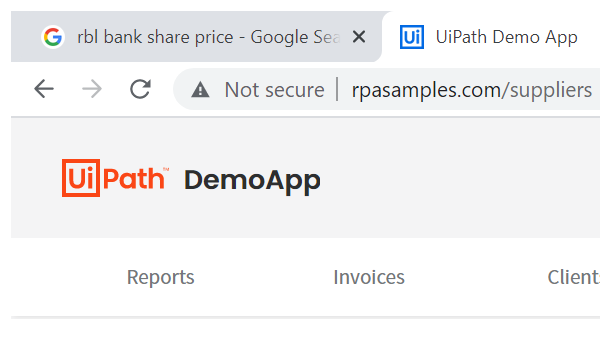 rbl bank share price - Google Sea
UiPath Demo App
Not secure | rpasamples.com/suppliers
UiPath™ DemoApp
Reports Invoices Client